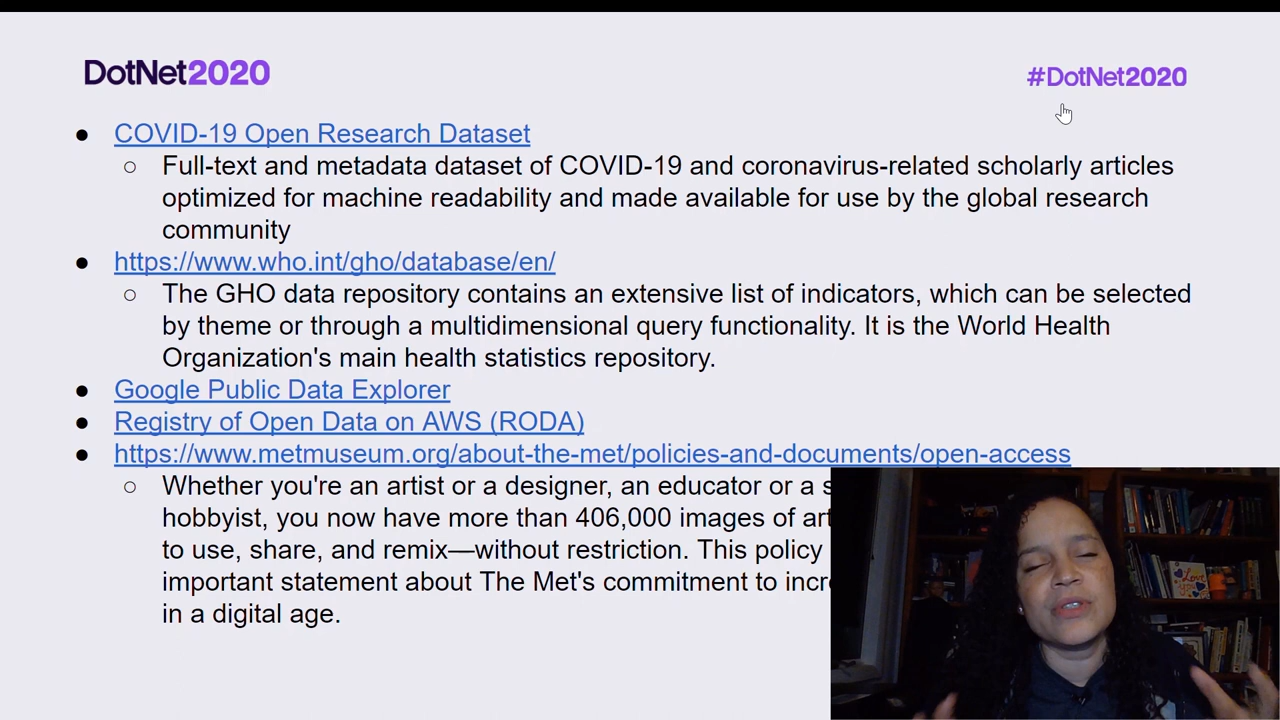 DotNet2020
#DotNet2020
● COVID-19 Open Research Dataset
○ Full-text and metadata dataset of COVID-19 and coronavirus-related scholarly articles
optimized for machine readability and made available for use by the global research
community
● https://www.who.int/gho/database/en/
○ The GHO data repository contains an extensive list of indicators, which can be selected
by theme or through a multidimensional query functionality. It is the World Health
Organization's main health statistics repository.
● Google Public Data Explorer
● Registry of Open Data on AWS (RODA)
● https://www.metmuseum.org/about-the-met/policies-and-documents/open-access
○ Whether you're an artist or a designer, an educator or a
hobbyist, you now have more than 406,000 images of
to use, share, and remix—without restriction. This policy
important statement about The Met's commitment to
in a digital age.
Love
you